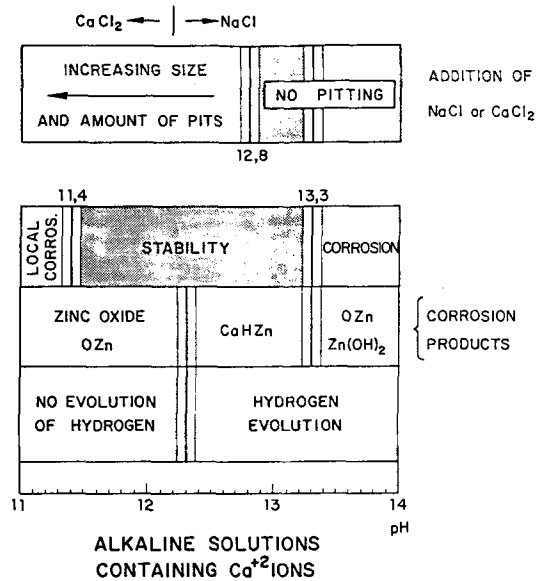 CaCl₂ ← | → NaCl
INCREASING SIZE
AND AMOUNT OF PITS
NO PITTING
ADDITION OF
NaCl or CaCl₂
12,8
11,4
13,3
LOCAL
CORROS.
STABILITY
CORROSION
ZINC OXIDE
OZn
CaHZn
OZn
Zn(OH)₂
CORROSION
PRODUCTS
NO EVOLUTION
OF HYDROGEN
HYDROGEN
EVOLUTION
11 12 13 14
pH
ALKALINE SOLUTIONS
CONTAINING Ca⁺² IONS